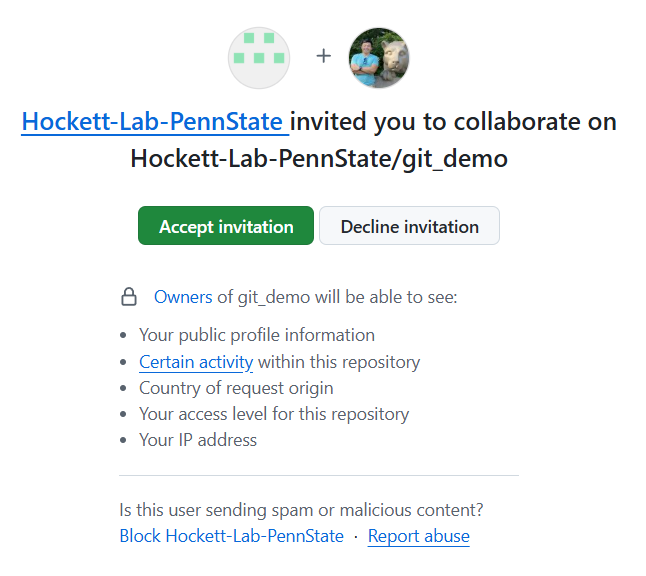 Hockett-Lab-PennState invited you to collaborate on
Hockett-Lab-PennState/git_demo
Accept invitation
Decline invitation
Owners of git_demo will be able to see:
Your public profile information
Certain activity within this repository
Country of request origin
Your access level for this repository
Your IP address
Is this user sending spam or malicious content?
Block Hockett-Lab-PennState · Report abuse